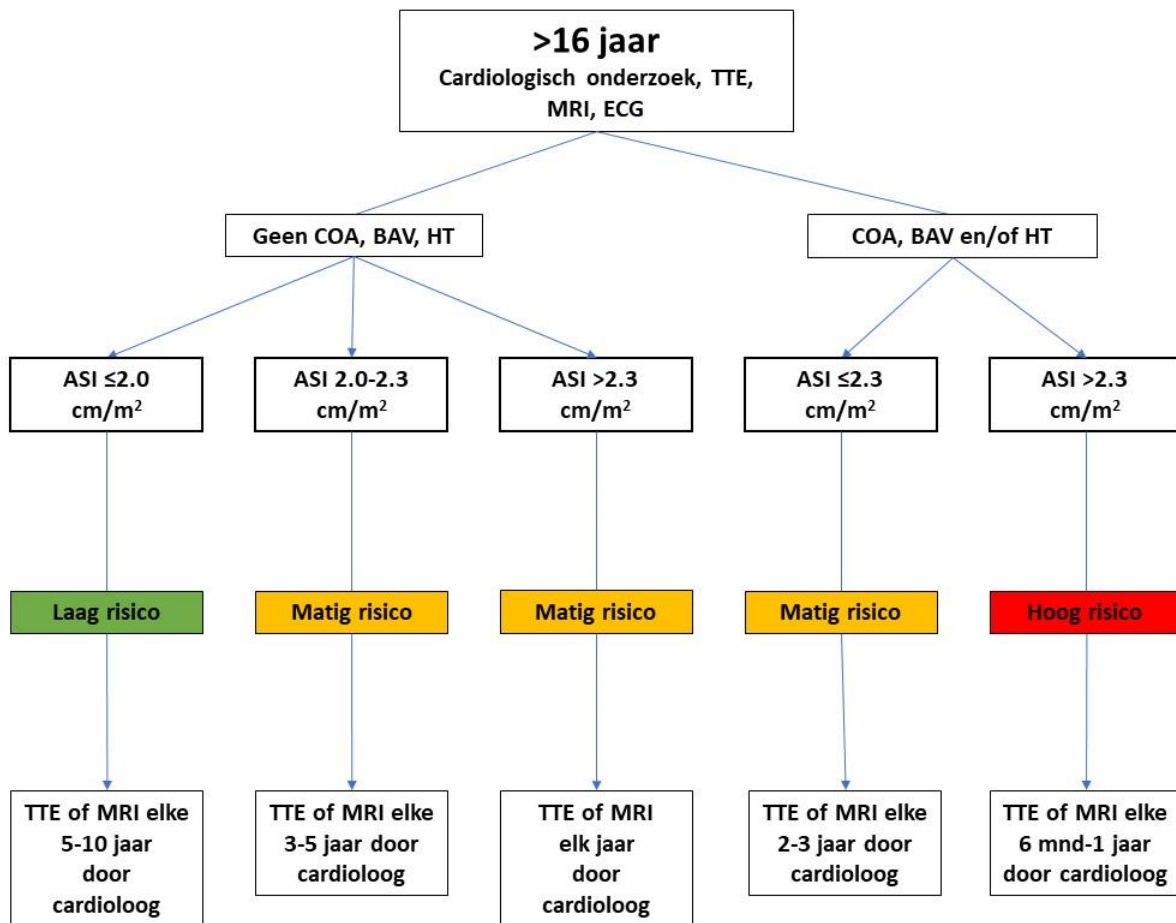 >16 jaar
Cardiologisch onderzoek, TTE,
MRI, ECG
Geen COA, BAV, HT
COA, BAV en/of HT
ASI ≤2.0
cm/m²
ASI 2.0-2.3
cm/m²
ASI >2.3
cm/m²
ASI ≤2.3
cm/m²
ASI >2.3
cm/m²
Laag risico
Matig risico
Matig risico
Matig risico
Hoog risico
TTE of MRI elke
5-10 jaar
door
cardioloog
TTE of MRI elke
3-5 jaar door
cardioloog
TTE of MRI
elk jaar
door
cardioloog
TTE of MRI elke
2-3 jaar door
cardioloog
TTE of MRI elke
6 mnd-1 jaar
door cardioloog